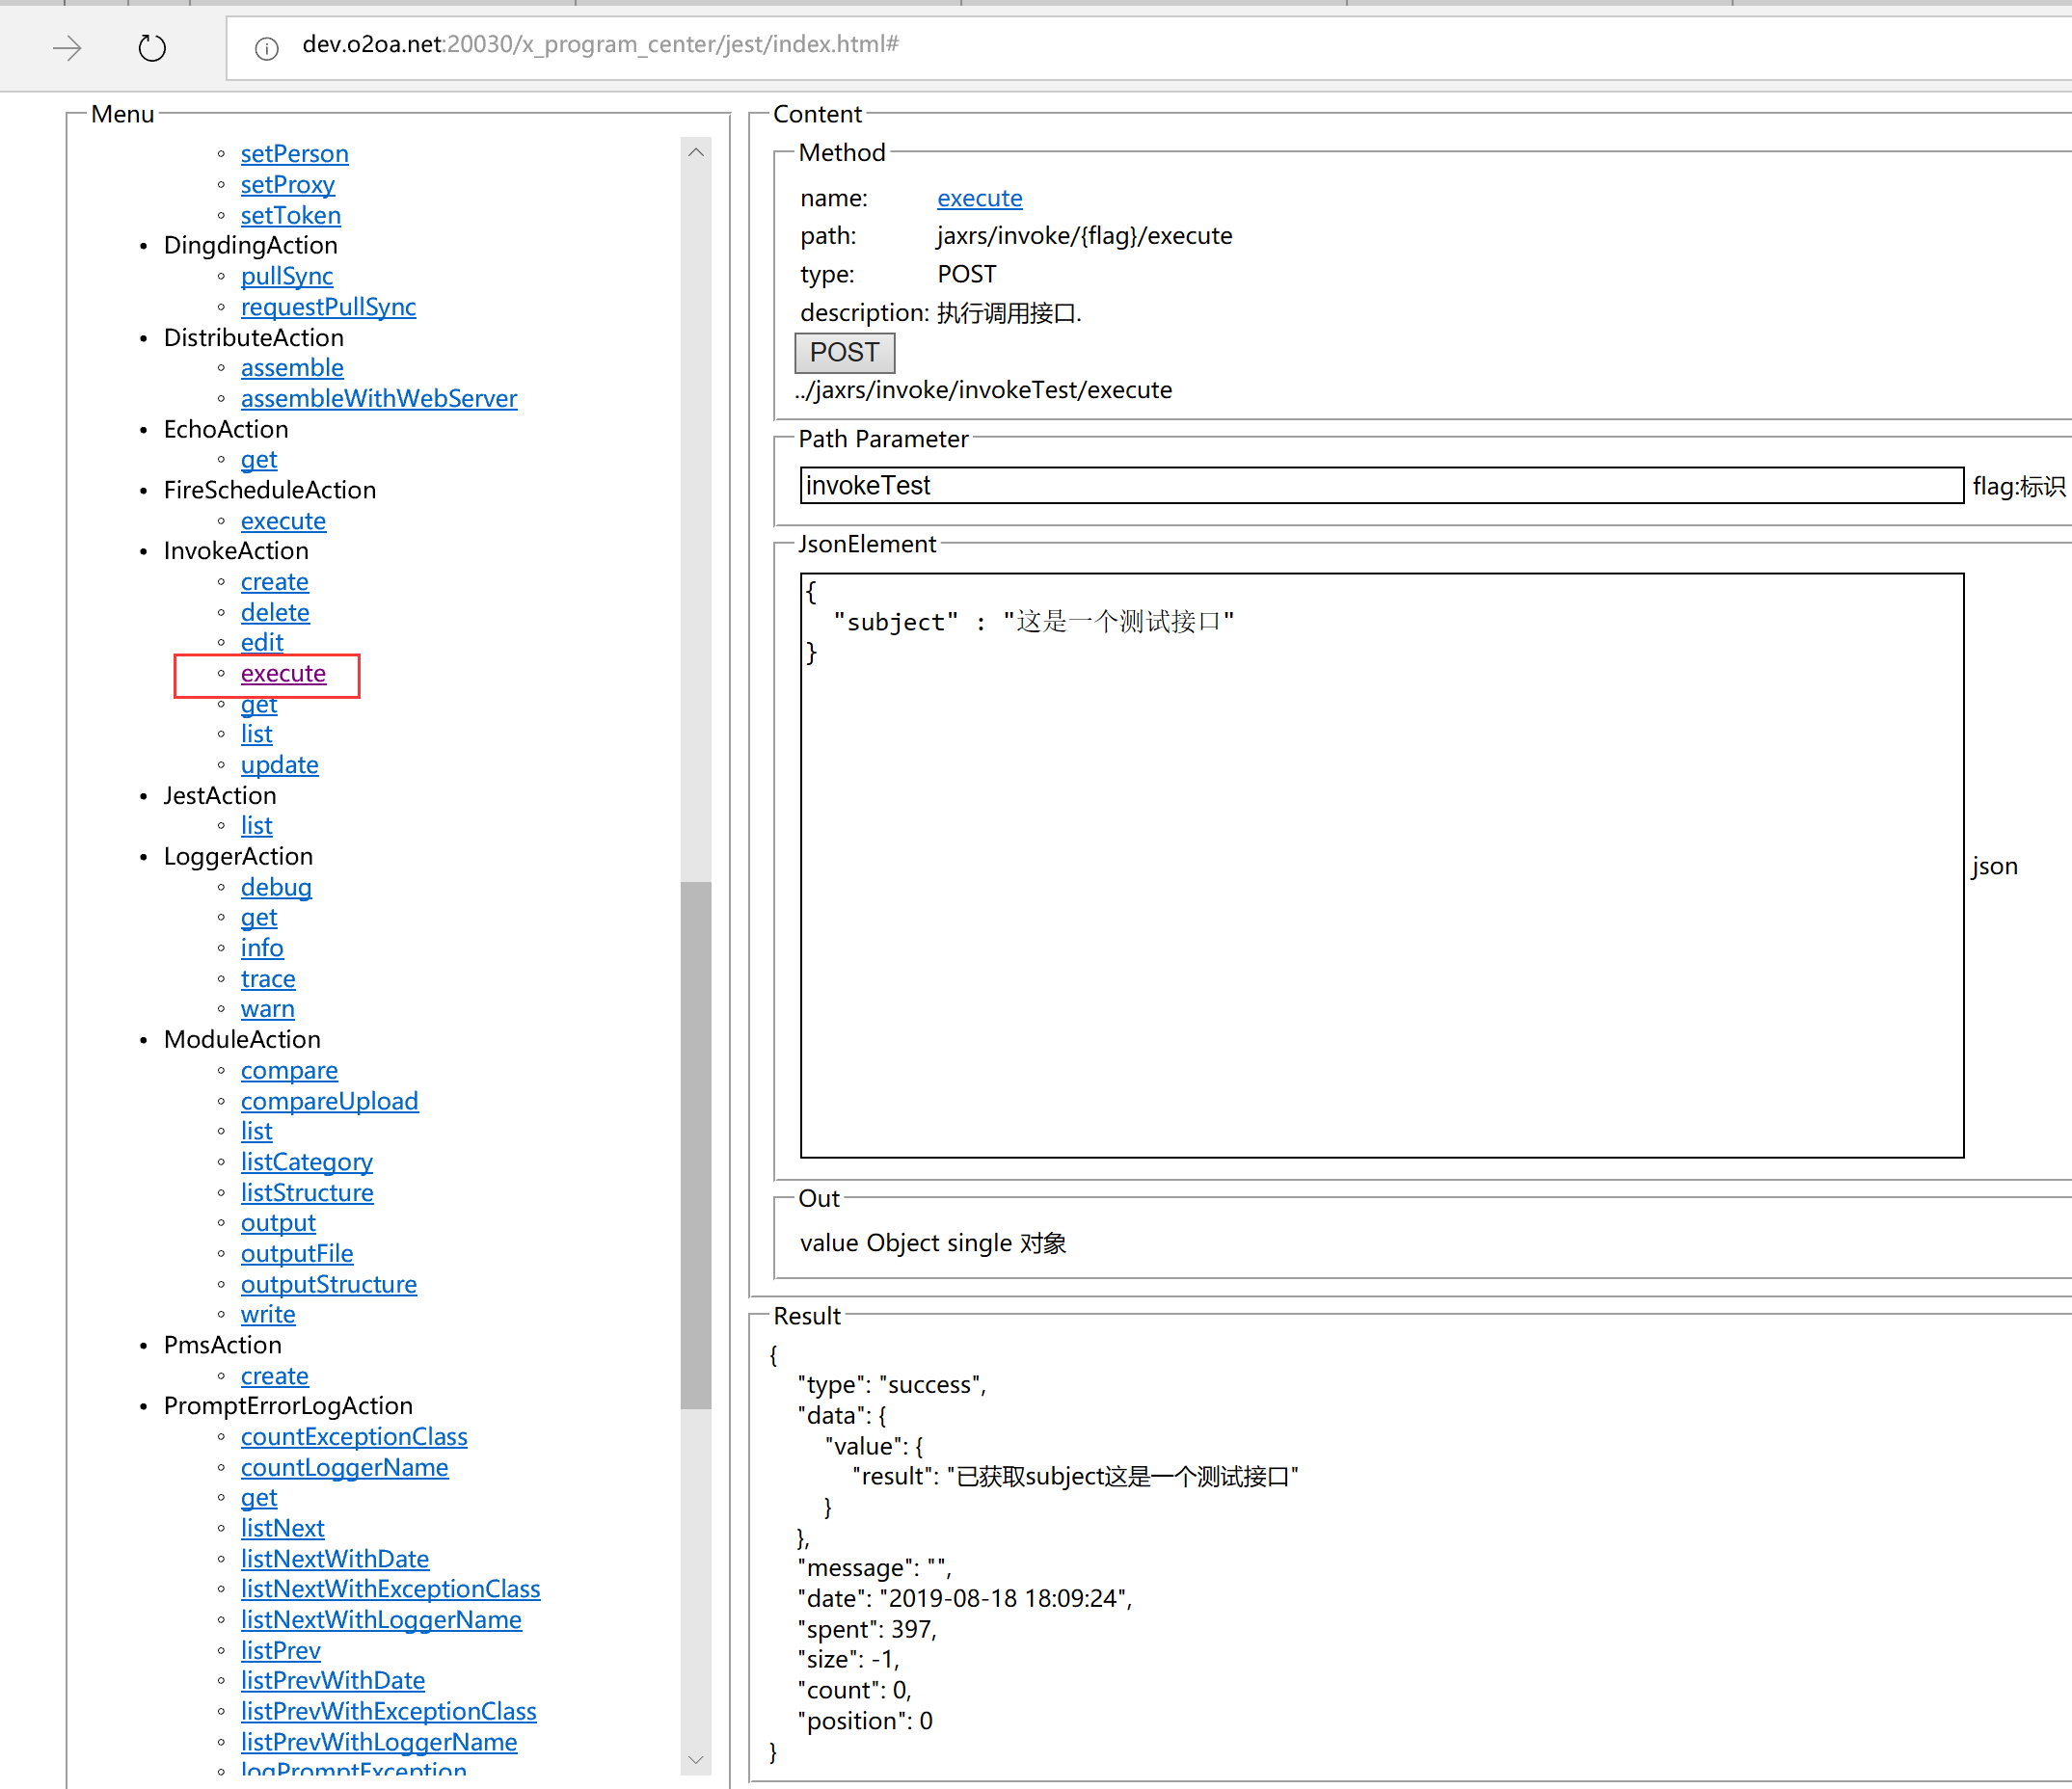 dev.o2oa.net:20030/x_program_center/jest/index.html#
Menu
setPerson
setProxy
setToken
DingdingAction
pullSync
requestPullSync
DistributeAction
assemble
assembleWithWebServer
EchoAction
get
FireScheduleAction
execute
InvokeAction
create
delete
edit
execute
get
list
update
JestAction
list
LoggerAction
debug
get
info
trace
warn
ModuleAction
compare
compareUpload
list
listCategory
listStructure
output
outputFile
outputStructure
write
PmsAction
create
PromptErrorLogAction
countExceptionClass
countLoggerName
get
listNext
listNextWithDate
listNextWithExceptionClass
listNextWithLoggerName
listPrev
listPrevWithDate
listPrevWithExceptionClass
listPrevWithLoggerName
logPromptException
Content
Method
name: execute
path: jaxrs/invoke/{flag}/execute
type: POST
description: 执行调用接口.
POST
../jaxrs/invoke/invokeTest/execute
Path Parameter
invokeTest flag:标识
JsonElement
{
"subject" : "这是一个测试接口"
}
json
Out
value Object single 对象
Result
{
"type": "success",
"data": {
"value": {
"result": "已获取subject这是一个测试接口"
}
},
"message": "",
"date": "2019-08-18 18:09:24",
"spent": 397,
"size": -1,
"count": 0,
"position": 0
}